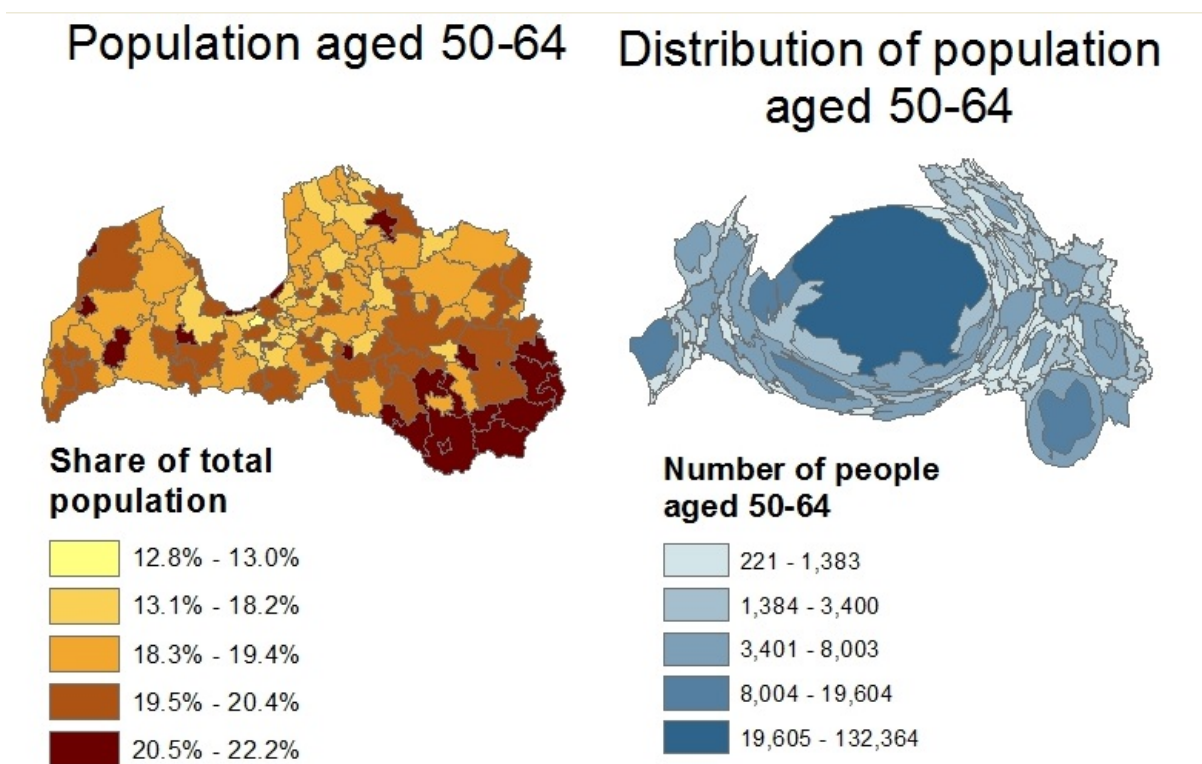 Population aged 50-64
Distribution of population
aged 50-64
Share of total
population
12.8% - 13.0%
13.1% - 18.2%
18.3% - 19.4%
19.5% - 20.4%
20.5% - 22.2%
Number of people
aged 50-64
221 - 1,383
1,384 - 3,400
3,401 - 8,003
8,004 - 19,604
19,605 - 132,364